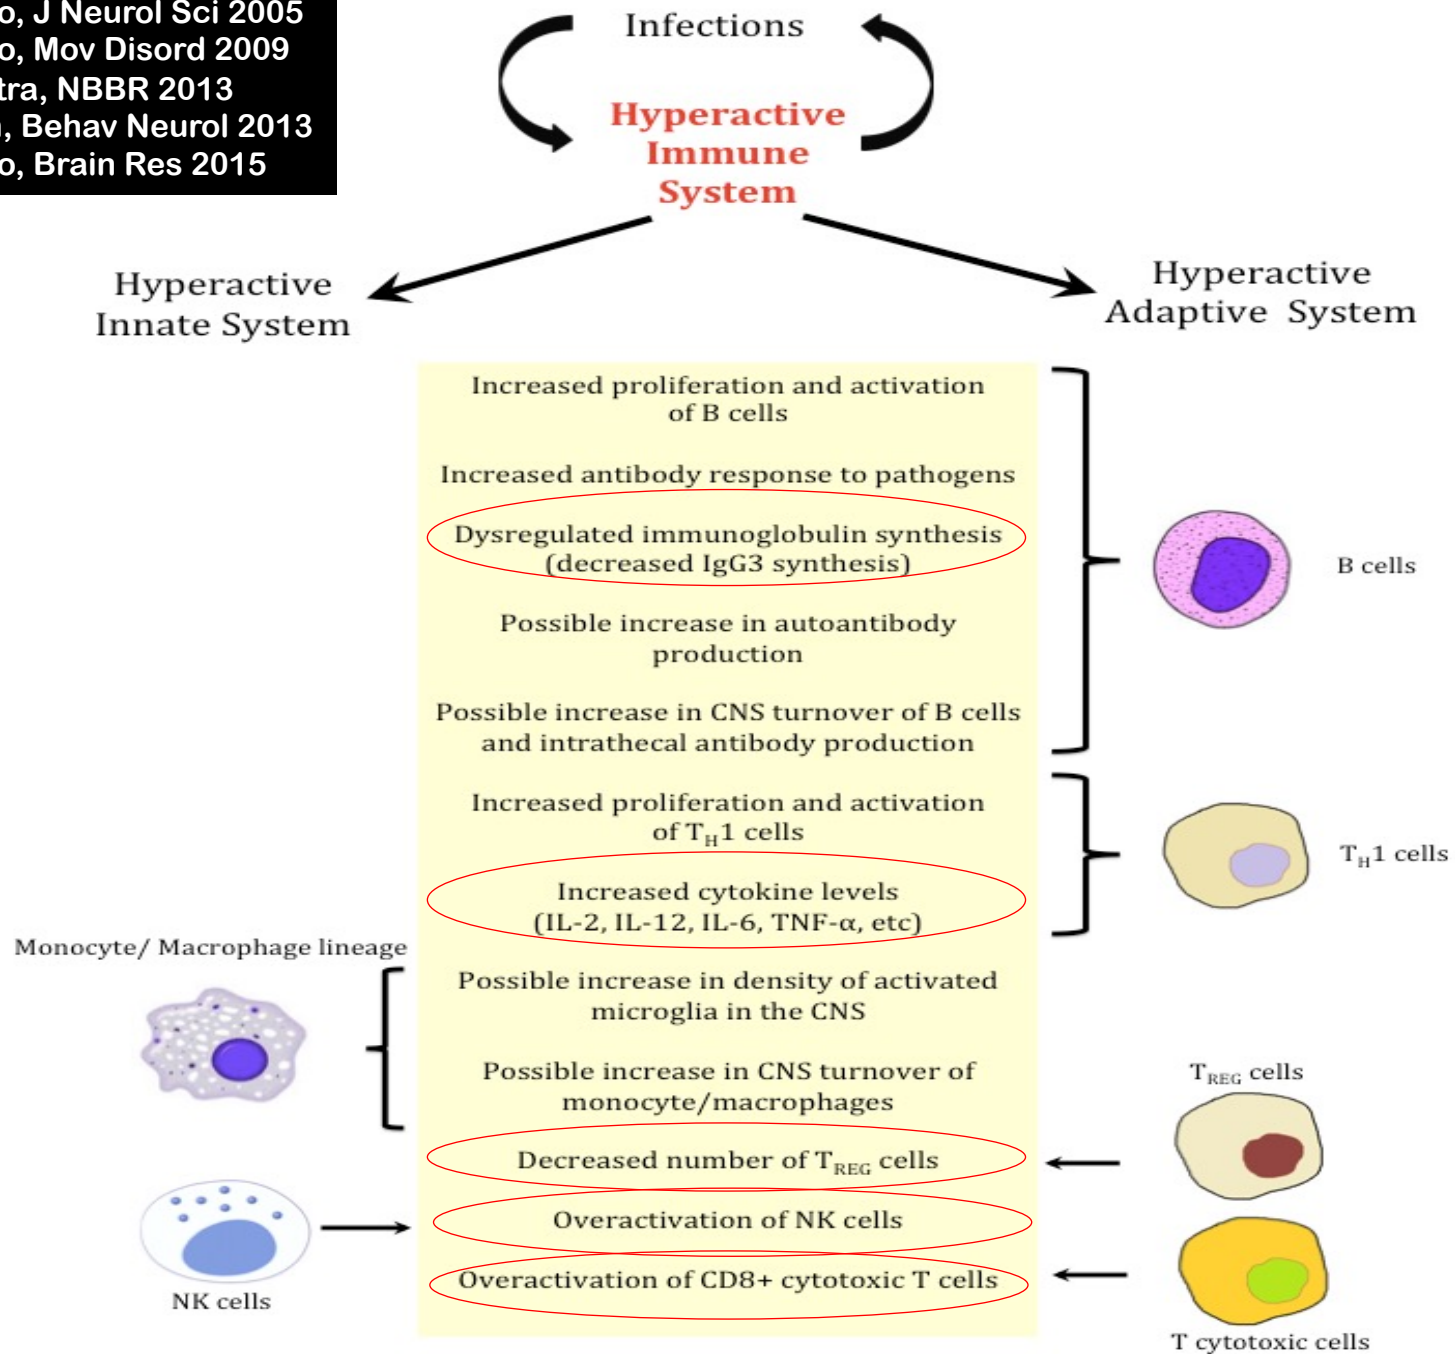 J Neurol Sci 2005
Mov Disord 2009
NBBR 2013
Behav Neurol 2013
Brain Res 2015
Infections
Hyperactive
Immune
System
Hyperactive
Innate System
Hyperactive
Adaptive System
Increased proliferation and activation
of B cells
Increased antibody response to pathogens
Dysregulated immunoglobulin synthesis
(decreased IgG3 synthesis)
Possible increase in autoantibody
production
Possible increase in CNS turnover of B cells
and intrathecal antibody production
B cells
Increased proliferation and activation
of TH1 cells
Increased cytokine levels
(IL-2, IL-12, IL-6, TNF-α, etc)
TH1 cells
Monocyte/ Macrophage lineage
Possible increase in density of activated
microglia in the CNS
Possible increase in CNS turnover of
monocyte/macrophages
TREG cells
Decreased number of TREG cells
Overactivation of NK cells
Overactivation of CD8+ cytotoxic T cells
NK cells
T cytotoxic cells